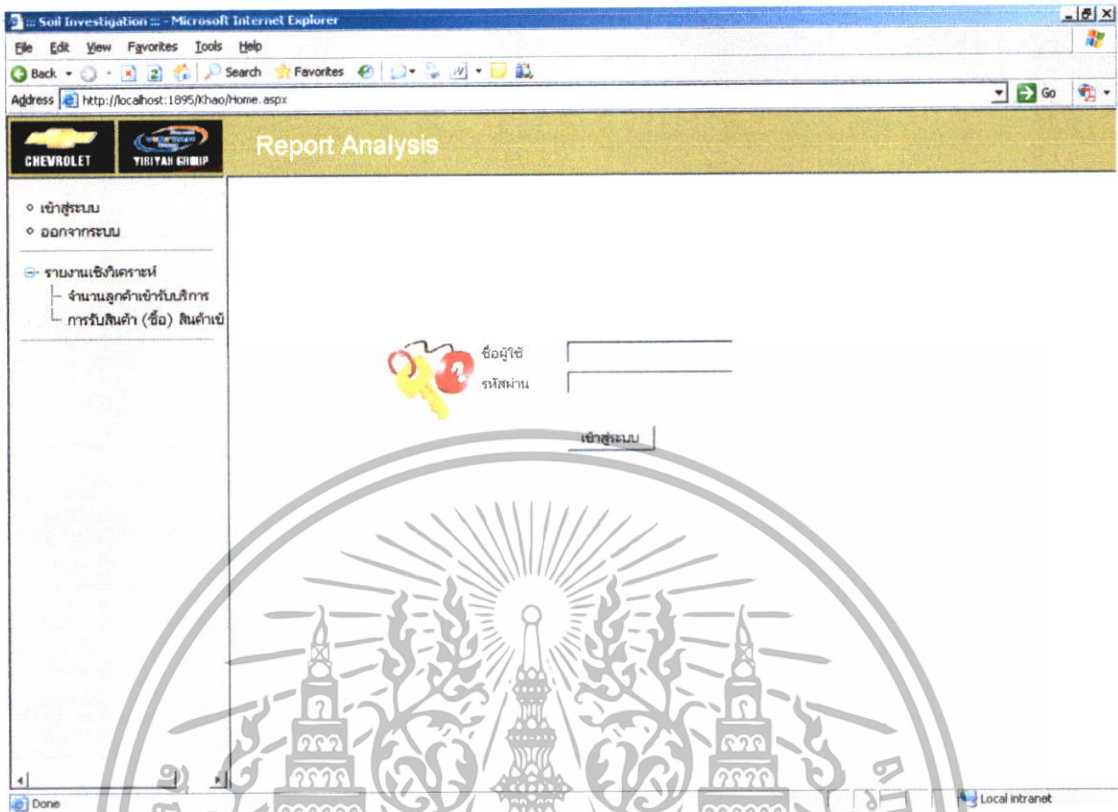 ::: Soil Investigation ::: - Microsoft Internet Explorer
File Edit View Favorites Tools Help
Back Search Favorites
Address http://localhost:1895/Khao/Home.aspx Go
CHEVROLET VIRIYAH GROUP Report Analysis
เข้าสู่ระบบ
ออกจากระบบ
รายงานเชิงวิเคราะห์
จำนวนลูกค้าเข้ารับบริการ
การรับสินค้า (ซื้อ) สินค้าเข้
ชื่อผู้ใช้
รหัสผ่าน
เข้าสู่ระบบ
Done Local intranet